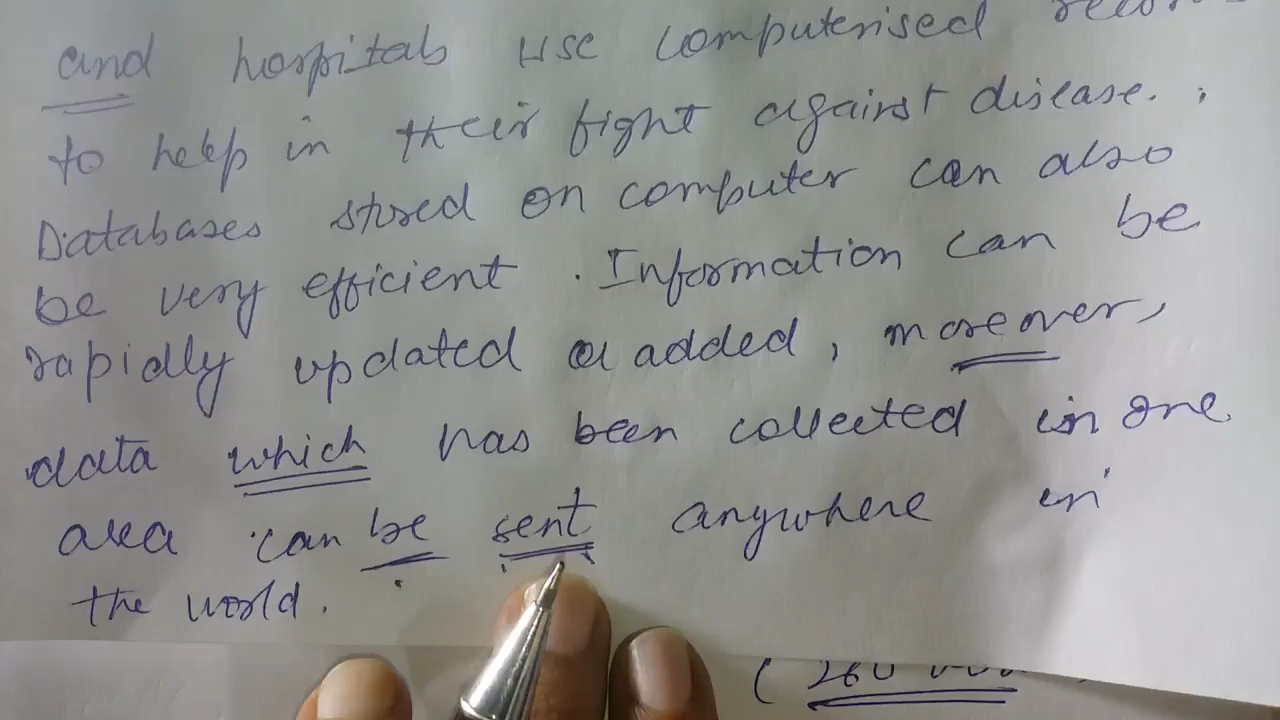 and hospitals use computerised
to help in their fight against disease.
Databases stored on computer can also
be very efficient. Information can be
rapidly updated or added, moreover,
data which has been collected in one
area can be sent anywhere in
the world.
(260